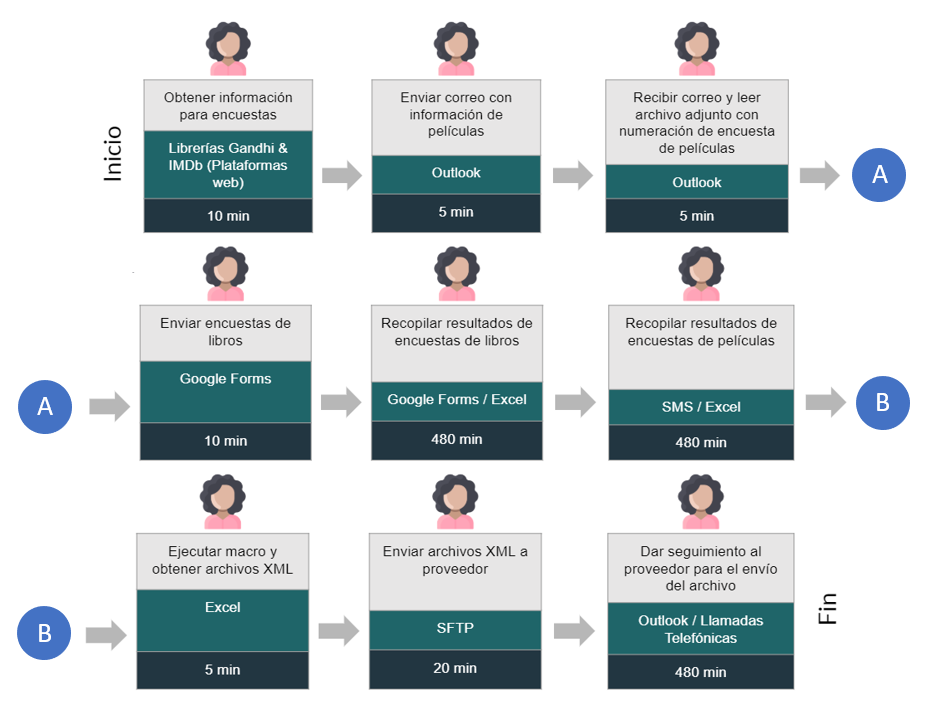 Inicio
Obtener información
para encuestas
Librerías Gandhi &
IMDb (Plataformas
web)
10 min
Enviar correo con
información de
películas
Outlook
5 min
Recibir correo y leer
archivo adjunto con
numeración de encuesta
de películas
Outlook
5 min
A
A
Enviar encuestas de
libros
Google Forms
10 min
Recopilar resultados de
encuestas de libros
Google Forms / Excel
480 min
Recopilar resultados de
encuestas de películas
SMS / Excel
480 min
B
B
Ejecutar macro y
obtener archivos XML
Excel
5 min
Enviar archivos XML a
proveedor
SFTP
20 min
Dar seguimiento al
proveedor para el envío
del archivo
Outlook / Llamadas
Telefónicas
480 min
Fin